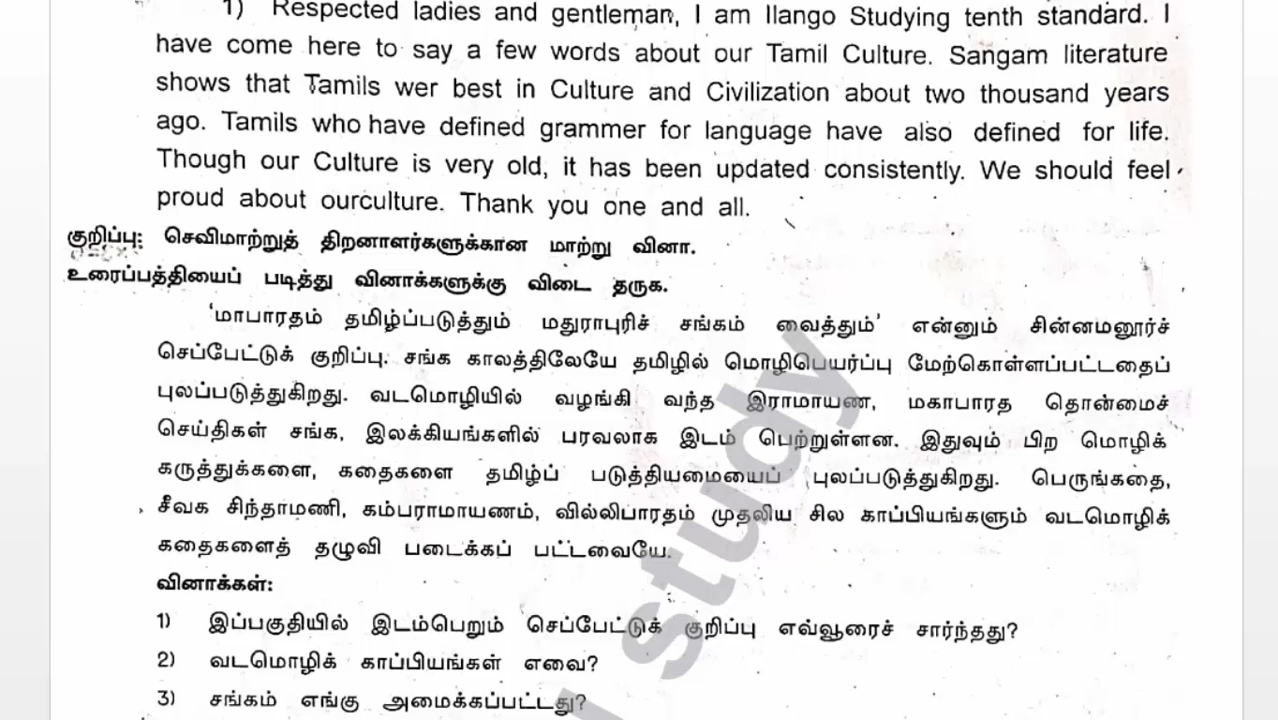 1) Respected ladies and gentleman, I am Ilango Studying tenth standard. I
have come here to say a few words about our Tamil Culture. Sangam literature
shows that Tamils wer best in Culture and Civilization about two thousand years
ago. Tamils who have defined grammer for language have also defined for life.
Though our Culture is very old, it has been updated consistently. We should feel
proud about ourculture. Thank you one and all.
குறிப்பு: செவிமாற்றுத் திறனாளர்களுக்கான மாற்று வினா.
உரைப்பத்தியைப் படித்து வினாக்களுக்கு விடை தருக.
'மாபாரதம் தமிழ்ப்படுத்தும் மதுராபுரிச் சங்கம் வைத்தும்' என்னும் சின்னமனூர்ச்
செப்பேட்டுக் குறிப்பு. சங்க காலத்திலேயே தமிழில் மொழிபெயர்ப்பு மேற்கொள்ளப்பட்டதைப்
புலப்படுத்துகிறது. வடமொழியில் வழங்கி வந்த இராமாயண, மகாபாரத தொன்மைச்
செய்திகள் சங்க, இலக்கியங்களில் பரவலாக இடம் பெற்றுள்ளன. இதுவும் பிற மொழிக்
கருத்துக்களை, கதைகளை தமிழ்ப் படுத்தியமையைப் புலப்படுத்துகிறது. பெருங்கதை,
சீவக சிந்தாமணி, கம்பராமாயணம், வில்லிபாரதம் முதலிய சில காப்பியங்களும் வடமொழிக்
கதைகளைத் தழுவி படைக்கப் பட்டவையே.
வினாக்கள்:
1) இப்பகுதியில் இடம்பெறும் செப்பேட்டுக் குறிப்பு எவ்வூரைச் சார்ந்தது?
2) வடமொழிக் காப்பியங்கள் எவை?
3) சங்கம் எங்கு அமைக்கப்பட்டது?
study